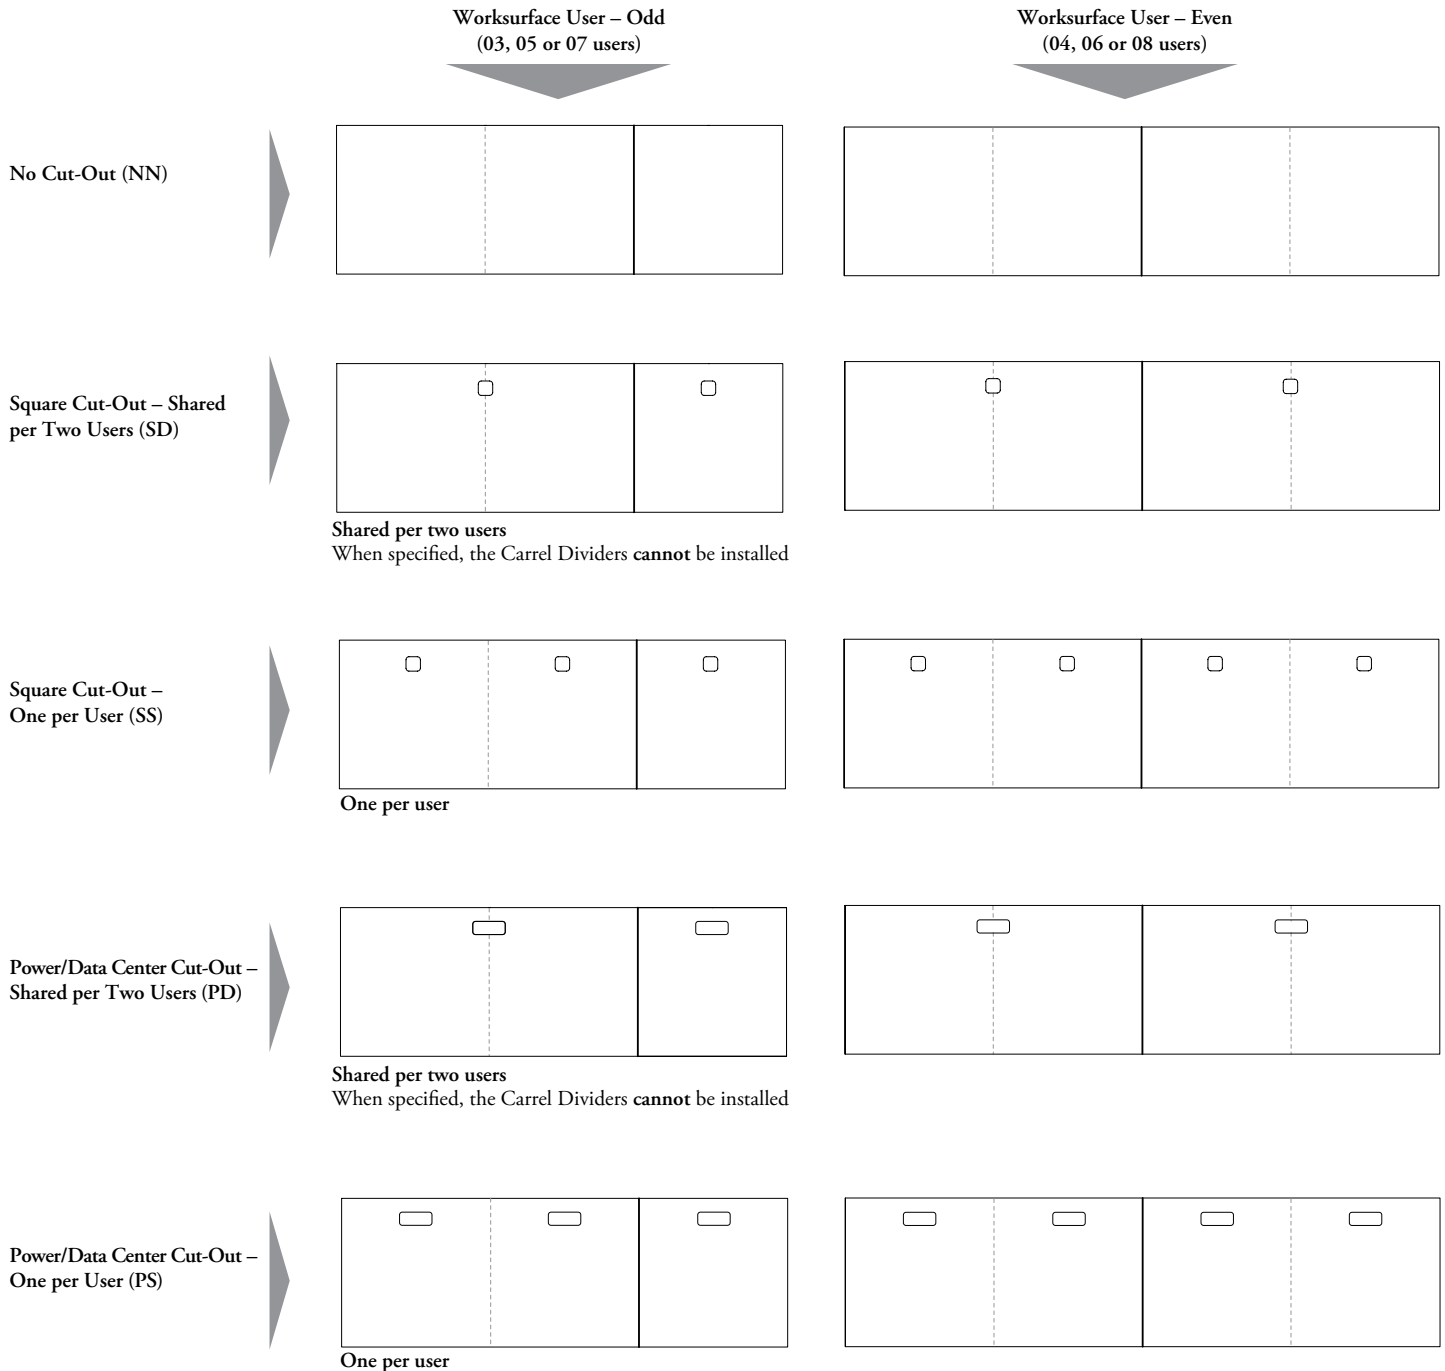 Worksurface User – Odd
(03, 05 or 07 users)
Worksurface User – Even
(04, 06 or 08 users)
No Cut-Out (NN)
Square Cut-Out – Shared
per Two Users (SD)
Shared per two users
When specified, the Carrel Dividers cannot be installed
Square Cut-Out –
One per User (SS)
One per user
Power/Data Center Cut-Out –
Shared per Two Users (PD)
Shared per two users
When specified, the Carrel Dividers cannot be installed
Power/Data Center Cut-Out –
One per User (PS)
One per user